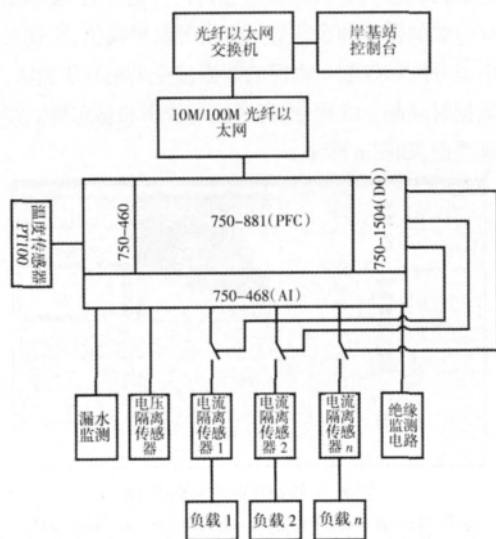 光纤以太网
交换机
岸基站
控制台
10M/100M 光纤以
太网
温度传感器
PT100
750-460
750-881(PFC)
750-1504(DO)
750-468(AI)
漏水
监测
电压
隔离
传感
器
电流
隔离
传感
器1
电流
隔离
传感
器2
电流
隔离
传感
器n
绝缘
监测
电路
负载 1
负载 2
负载 n